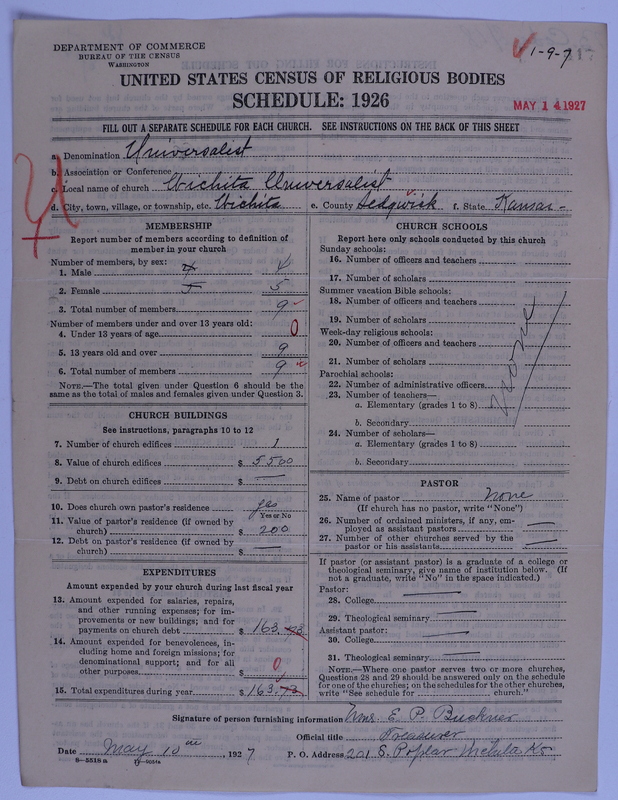 DEPARTMENT OF COMMERCE
BUREAU OF THE CENSUS
WASHINGTON
1-9-7
17
UNITED STATES CENSUS OF RELIGIOUS BODIES
SCHEDULE: 1926
MAY 14 1927
FILL OUT A SEPARATE SCHEDULE FOR EACH CHURCH. SEE INSTRUCTIONS ON THE BACK OF THIS SHEET
a. Denomination Universalist
b. Association or Conference
c. Local name of church Wichita Universalist
d. City, town, village, or township, etc. Wichita e. County Sedgwick f. State Kansas
MEMBERSHIP
Report number of members according to definition of
member in your church
Number of members, by sex:
1. Male 4 4
2. Female 5 5
3. Total number of members 9
Number of members under and over 13 years old:
4. Under 13 years of age 0
5. 13 years old and over 9
6. Total number of members 9
NOTE.—The total given under Question 6 should be
same as the total of males and females given under Question 3.
CHURCH BUILDINGS
See instructions, paragraphs 10 to 12
7. Number of church edifices 1
8. Value of church edifices $ 5500
9. Debt on church edifices $ —
10. Does church own pastor's residence yes
Yes or No
11. Value of pastor's residence (if owned by
church) $ 200
12. Debt on pastor's residence (if owned by
church) $ —
EXPENDITURES
Amount expended by your church during last fiscal year
13. Amount expended for salaries, repairs,
and other running expenses; for im-
provements or new buildings; and for
payments on church debt $ 163.73
14. Amount expended for benevolences, in-
cluding home and foreign missions; for
denominational support; and for all
other purposes $ 0
15. Total expenditures during year $ 163.73
CHURCH SCHOOLS
Report here only schools conducted by this church
Sunday schools:
16. Number of officers and teachers
17. Number of scholars
Summer vacation Bible schools:
18. Number of officers and teachers
19. Number of scholars
Week-day religious schools:
20. Number of officers and teachers
21. Number of scholars
Parochial schools:
22. Number of administrative officers
23. Number of teachers—
a. Elementary (grades 1 to 8)
b. Secondary
24. Number of scholars—
a. Elementary (grades 1 to 8)
b. Secondary
None
PASTOR
25. Name of pastor none
(If church has no pastor, write "None")
26. Number of ordained ministers, if any, em-
ployed as assistant pastors —
27. Number of other churches served by the
pastor or his assistants —
If pastor (or assistant pastor) is a graduate of a college or
theological seminary, give name of institution below. (If
not a graduate, write "No" in the space indicated.)
Pastor:
28. College —
29. Theological seminary —
Assistant pastor:
30. College —
31. Theological seminary —
NOTE.—Where one pastor serves two or more churches,
Questions 28 and 29 should be answered only on the schedule
for one of the churches; on the schedules for the other churches,
write "See schedule for church."
Signature of person furnishing information Mrs. E. P. Buckner
Official title Treasurer
Date May 10th, 1927 P. O. Address 201 S. Poplar Wichita Ks
8—5518a